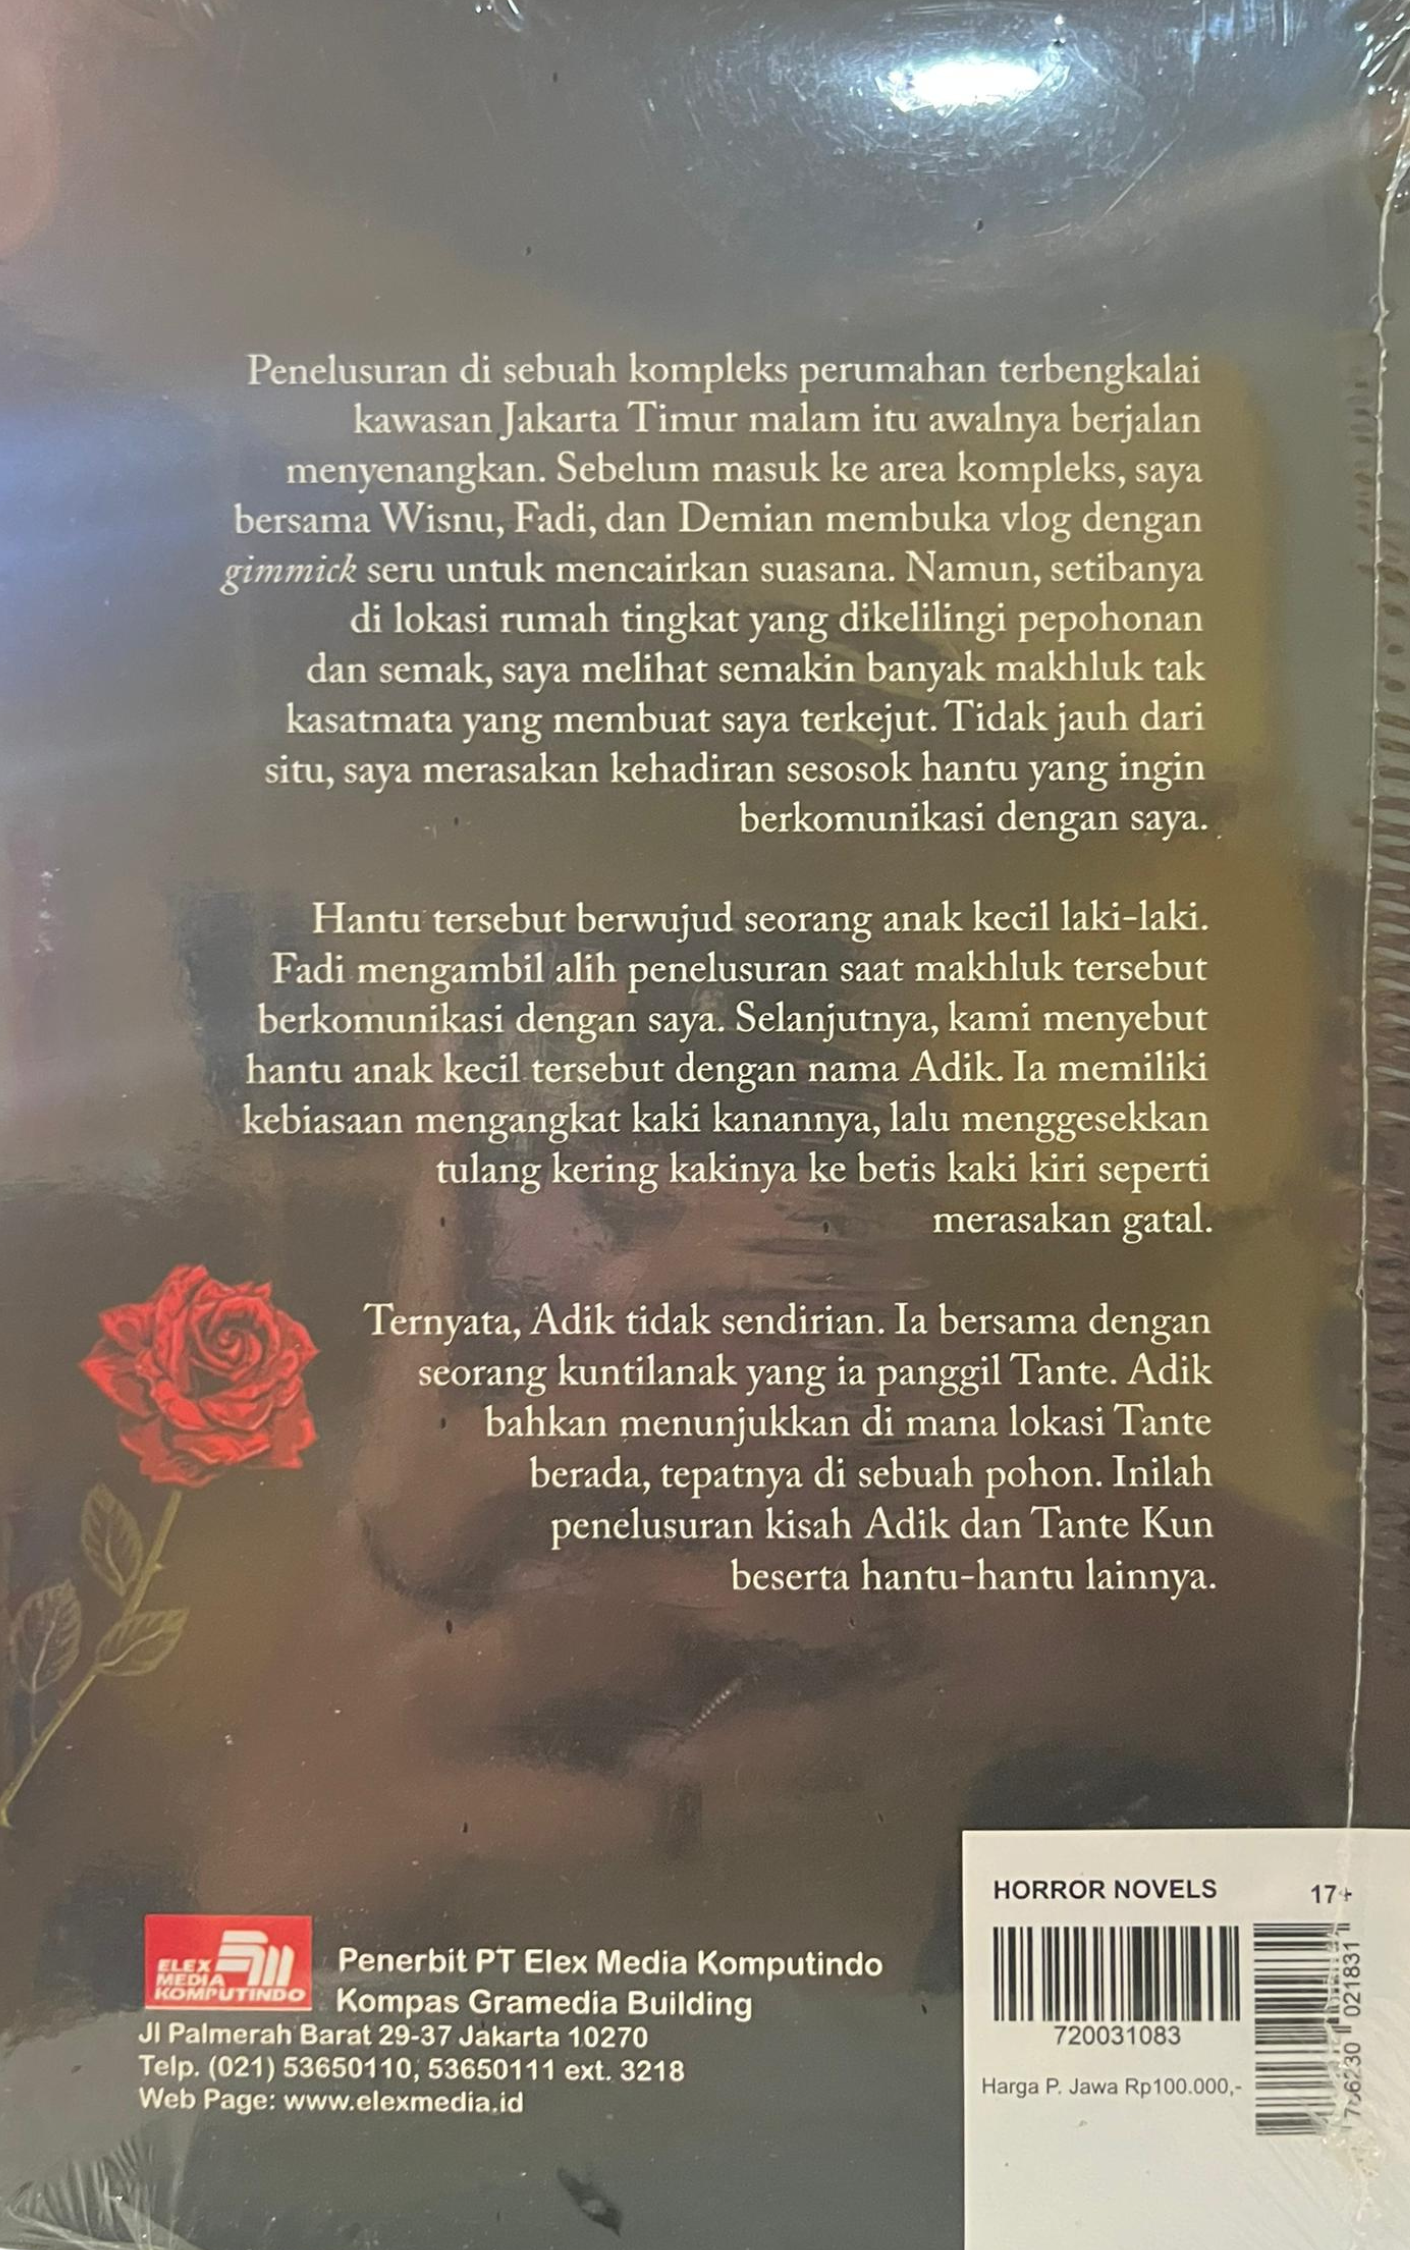 Penelusuran di sebuah kompleks perumahan terbengkalai
kawasan Jakarta Timur malam itu awalnya berjalan
menyenangkan. Sebelum masuk ke area kompleks, saya
bersama Wisnu, Fadi, dan Demian membuka vlog dengan
gimmick seru untuk mencairkan suasana. Namun, setibanya
di lokasi rumah tingkat yang dikelilingi pepohonan
dan semak, saya melihat semakin banyak makhluk tak
kasatmata yang membuat saya terkejut. Tidak jauh dari
situ, saya merasakan kehadiran sesosok hantu yang ingin
berkomunikasi dengan saya.
Hantu tersebut berwujud seorang anak kecil laki-laki.
Fadi mengambil alih penelusuran saat makhluk tersebut
berkomunikasi dengan saya. Selanjutnya, kami menyebut
hantu anak kecil tersebut dengan nama Adik. Ia memiliki
kebiasaan mengangkat kaki kanannya, lalu menggesekkan
tulang kering kakinya ke betis kaki kiri seperti
merasakan gatal.
Ternyata, Adik tidak sendirian. Ia bersama dengan
seorang kuntilanak yang ia panggil Tante. Adik
bahkan menunjukkan di mana lokasi Tante
berada, tepatnya di sebuah pohon. Inilah
penelusuran kisah Adik dan Tante Kun
beserta hantu-hantu lainnya.
ELEX
MEDIA
KOMPUTINDO
Penerbit PT Elex Media Komputindo
Kompas Gramedia Building
Jl Palmerah Barat 29-37 Jakarta 10270
Telp. (021) 53650110, 53650111 ext. 3218
Web Page: www.elexmedia.id
HORROR NOVELS 17+
720031083
Harga P. Jawa Rp100.000,-
021831